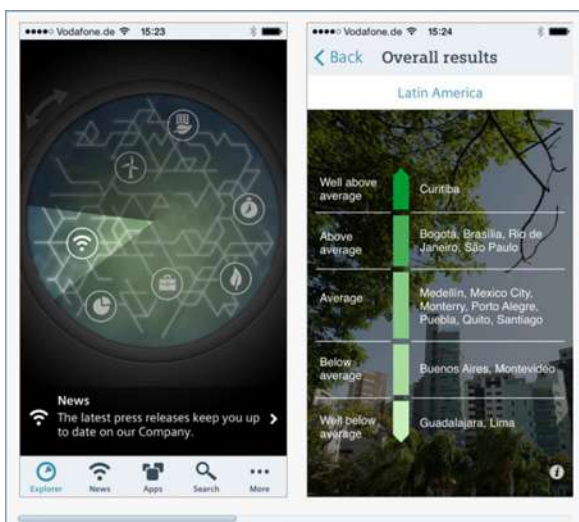 Vodafone.de 15:23
News
The latest press releases keep you up
to date on our Company.
Explorer News Apps Search More
Vodafone.de 15:24
Back Overall results
Latin America
Well above
average
Curitiba
Above
average
Bogotá, Brasília, Rio de
Janeiro, São Paulo
Average
Medellín, Mexico City,
Monterry, Porto Alegre,
Puebla, Quito, Santiago
Below
average
Buenos Aires, Montevideo
Well below
average
Guadalajara, Lima